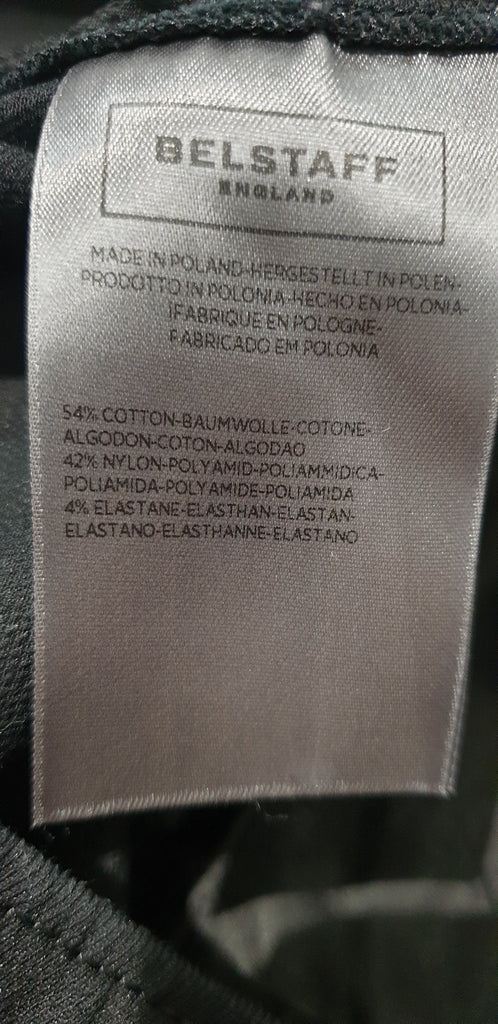 BELSTAFF
ENGLAND
MADE IN POLAND-HERGESTELLT IN POLEN-
PRODOTTO IN POLONIA-HECHO EN POLONIA-
IFABRIQUE EN POLOGNE-
FABRICADO EM POLONIA
54% COTTON-BAUMWOLLE-COTONE-
ALGODON-COTON-ALGODAO
42% NYLON-POLYAMID-POLIAMMIDICA-
POLIAMIDA-POLYAMIDE-POLIAMIDA
4% ELASTANE-ELASTHAN-ELASTAN-
ELASTANO-ELASTHANNE-ELASTANO